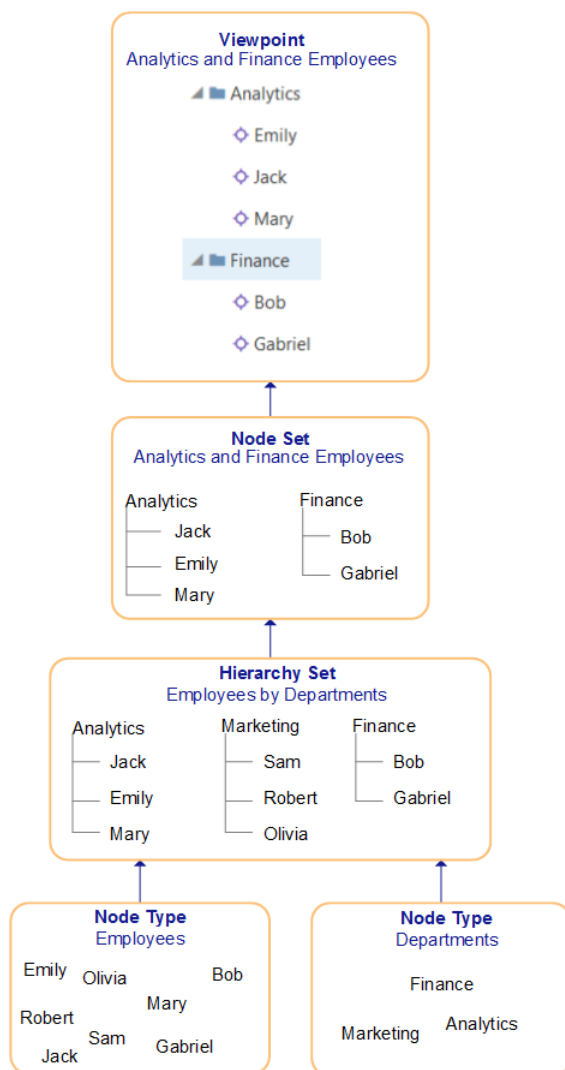 Viewpoint
Analytics and Finance Employees
Analytics
Emily
Jack
Mary
Finance
Bob
Gabriel
Node Set
Analytics and Finance Employees
Analytics
Jack
Emily
Mary
Finance
Bob
Gabriel
Hierarchy Set
Employees by Departments
Analytics
Jack
Emily
Mary
Marketing
Sam
Robert
Olivia
Finance
Bob
Gabriel
Node Type
Employees
Emily
Olivia
Bob
Mary
Robert
Sam
Gabriel
Jack
Node Type
Departments
Finance
Analytics
Marketing